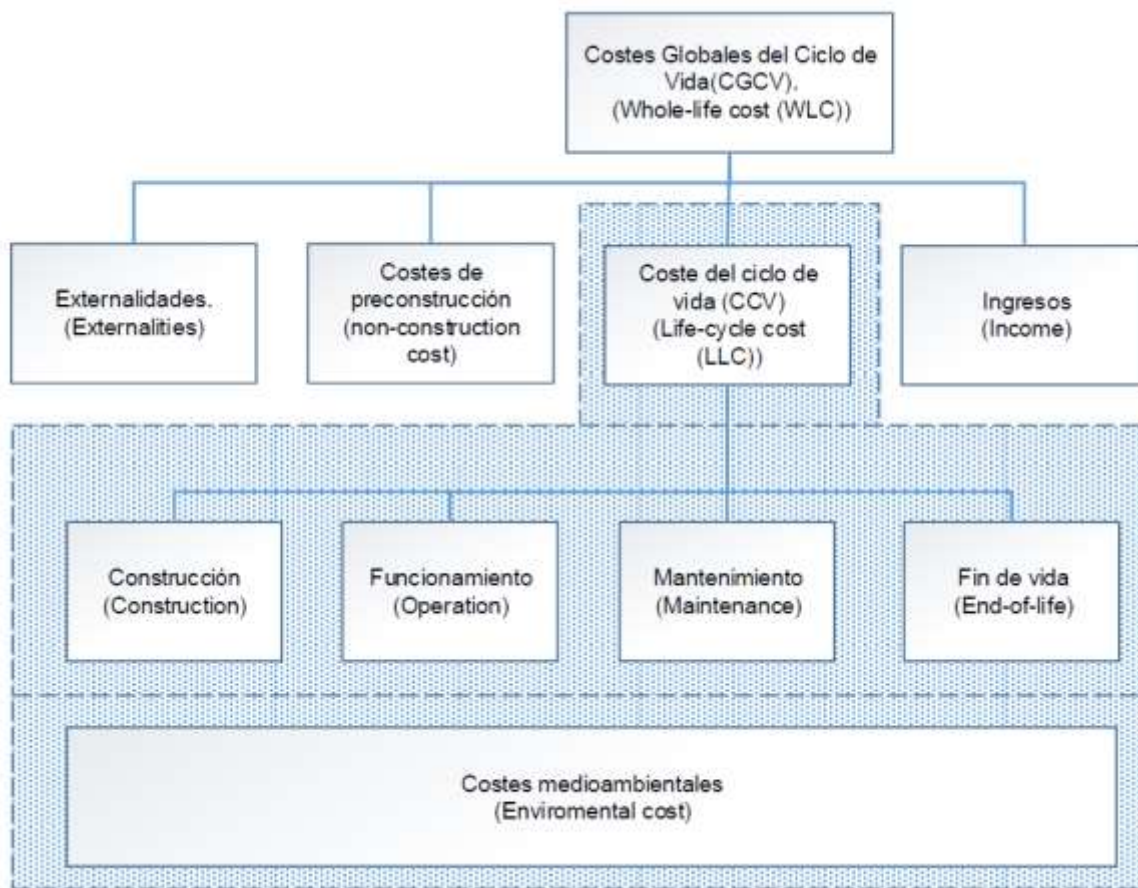 Costes Globales del Ciclo de
Vida(CGCV).
(Whole-life cost (WLC))
Externalidades.
(Externalities)
Costes de
preconstrucción
(non-construction
cost)
Coste del ciclo de
vida (CCV)
(Life-cycle cost
(LLC))
Ingresos
(Income)
Construcción
(Construction)
Funcionamiento
(Operation)
Mantenimiento
(Maintenance)
Fin de vida
(End-of-life)
Costes medioambientales
(Enviromental cost)